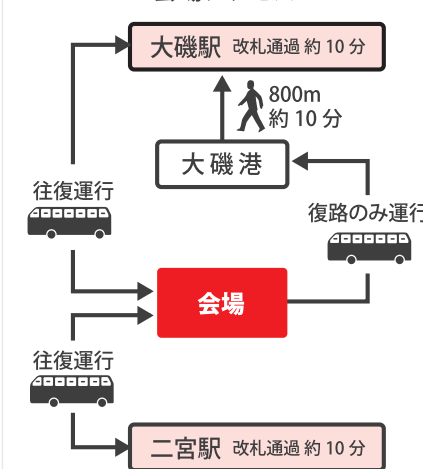 大磯駅 改札通過 約10分
800m
約10分
大磯港
往復運行
復路のみ運行
会場
往復運行
二宮駅 改札通過 約10分